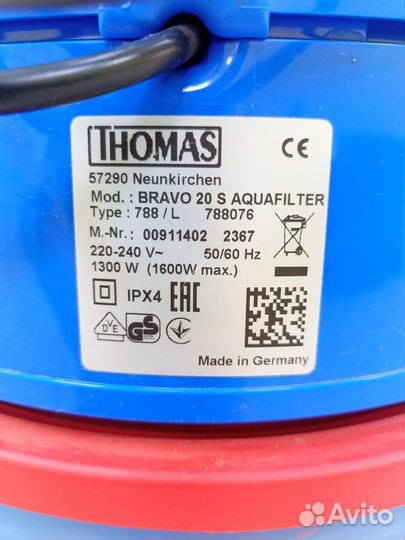 THOMAS
CE
57290 Neunkirchen
Mod. : BRAVO 20 S AQUAFILTER
Type : 788 / L 788076
M.-Nr.: 00911402 2367
220-240 V~ 50/60 Hz
1300 W (1600W max.)
IPX4 EAC
DVE GS
Made in Germany
Avito